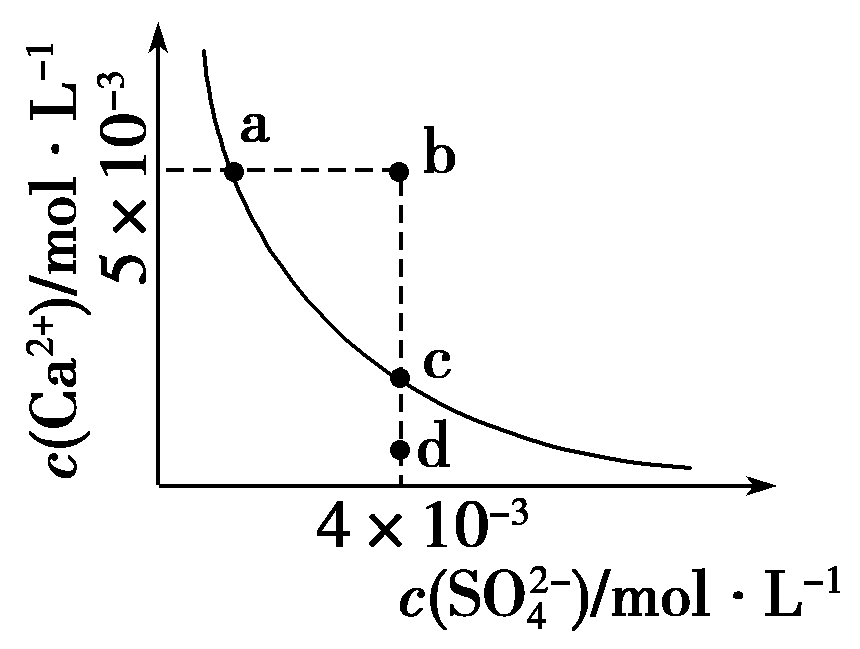 c(Ca²⁺)/mol · L⁻¹
5 × 10⁻³
a
b
c
d
4 × 10⁻³
c(SO₄²⁻)/mol · L⁻¹